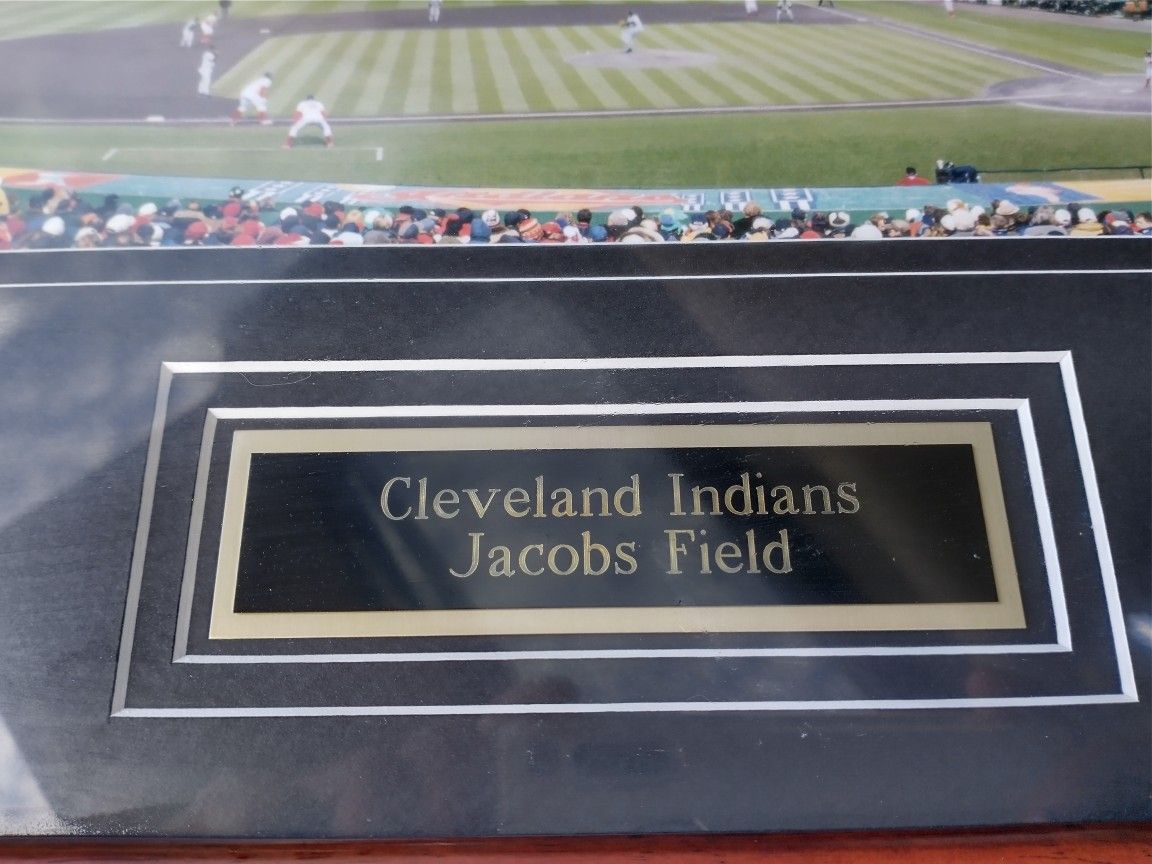 Cleveland Indians
Jacobs Field